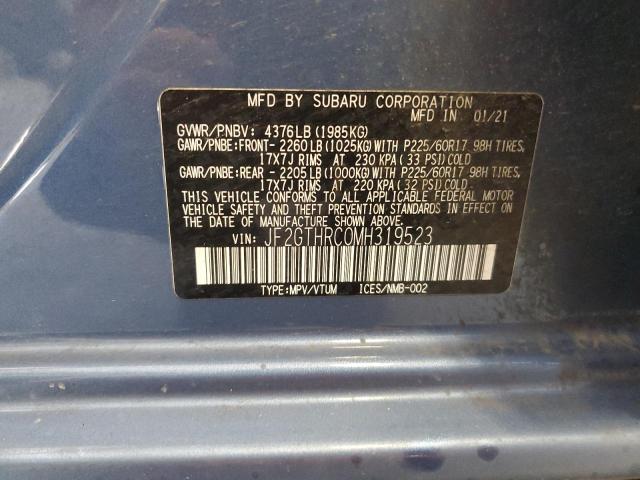 MFD BY SUBARU CORPORATION
MFD IN 01/21
GVWR/PNBV: 4376LB(1985KG)
GAWR/PNBE:FRONT- 2260LB(1025KG)WITH P225/60R17 98H TIRES,
17X7J RIMS AT 230 KPA(33 PSI)COLD
GAWR/PNBE:REAR - 2205LB(1000KG)WITH P225/60R17 98H TIRES,
17X7J RIMS AT 220 KPA(32 PSI)COLD.
THIS VEHICLE CONFORMS TO ALL APPLICABLE FEDERAL MOTOR
VEHICLE SAFETY AND THEFT PREVENTION STANDARDS IN EFFECT
ON THE DATE OF MANUFACTURE SHOWN ABOVE.
VIN: JF2GTHRC0MH319523
TYPE:MPV/VTUM ICES/NMB-002